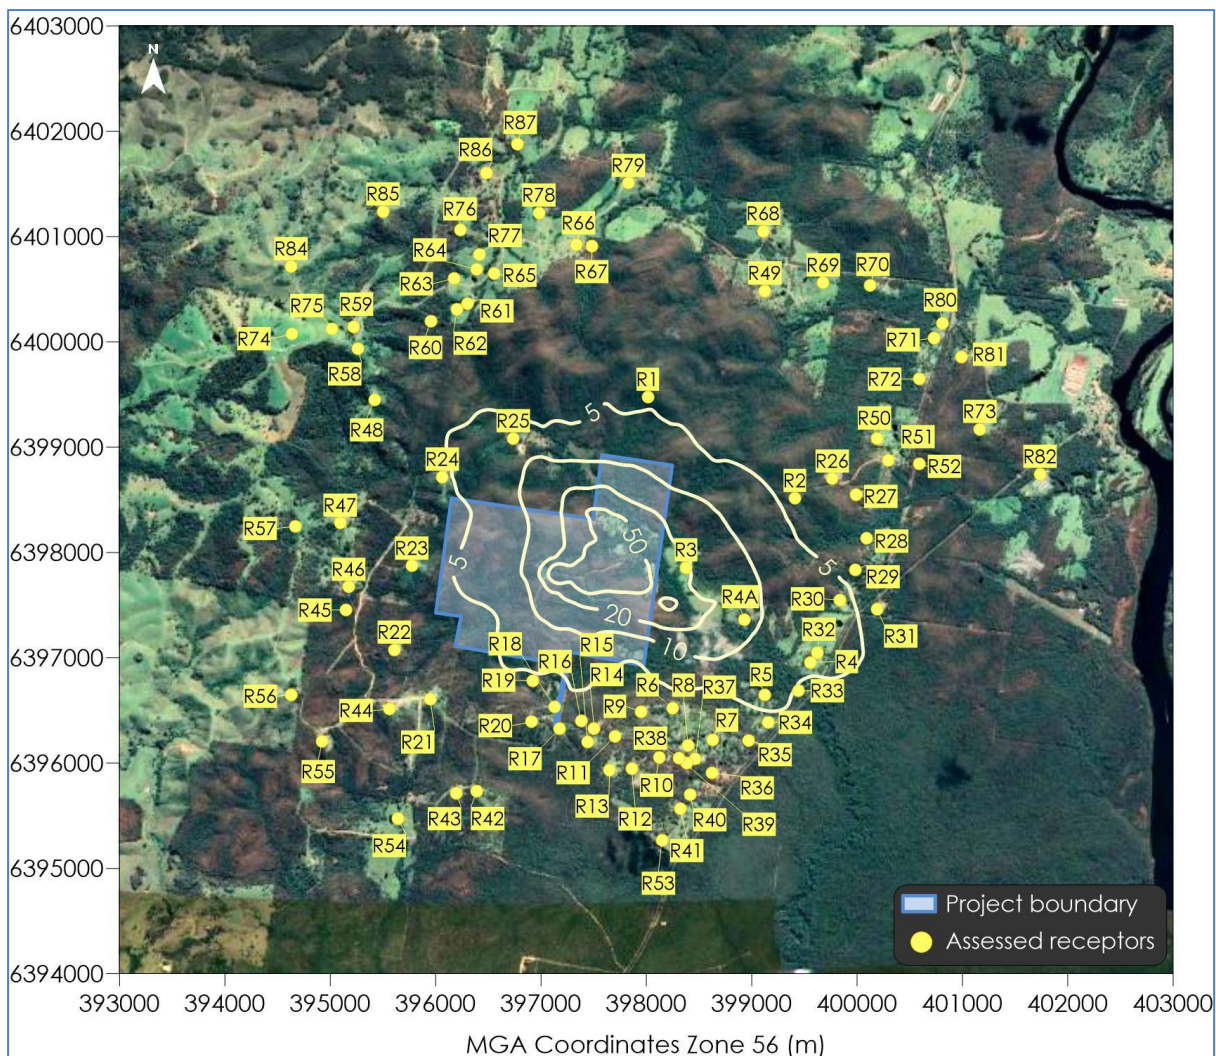 6403000
N
R87
6402000
R86
R79
R85
R76
R78
R68
R66
R77
R64
6401000
R84
R67
R69
R70
R65
R63
R49
R75
R59
R61
R80
R74
R60
R62
R71
6400000
R81
R58
R1
R72
R48
5
R25
R50
R73
R51
6399000
R24
R26
R52
R82
R2
R47
R27
R57
50
R28
6398000
R23
R3
5
5
R46
R29
R4A
R30
R45
20
R31
R22
R32
R18
R16
R15
10
6397000
R4
R19
R14
R6
R8
R37
R5
R56
R33
R44
R9
R20
R7
R34
R21
R38
R17
R35
6396000
R55
R11
R10
R36
R13
R43
R42
R12
R40
R39
R54
R41
6395000
R53
Project boundary
Assessed receptors
6394000
393000 394000 395000 396000 397000 398000 399000 400000 401000 402000 403000
MGA Coordinates Zone 56 (m)